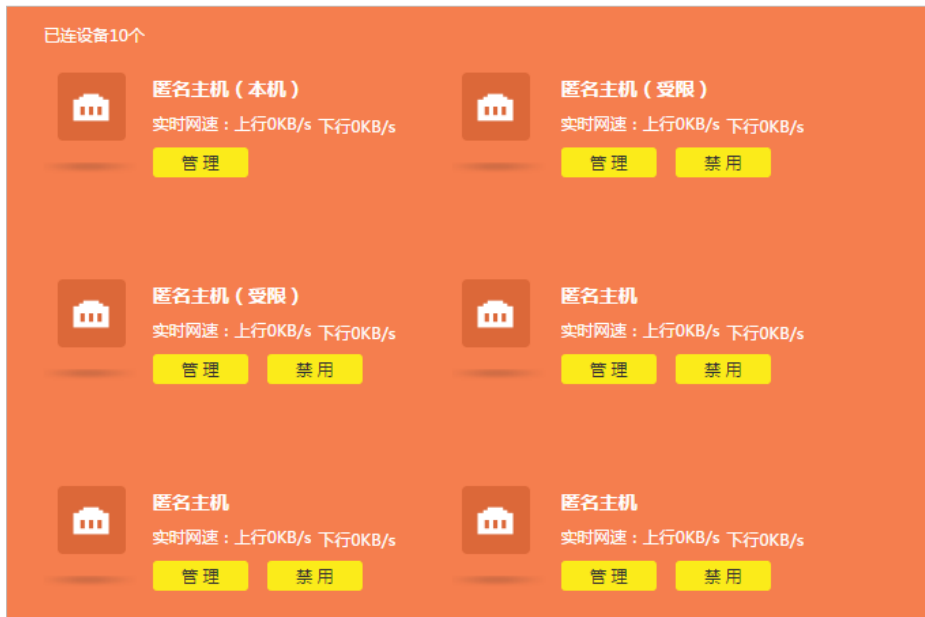 已连设备10个
匿名主机（本机）
实时网速：上行0KB/s 下行0KB/s
管 理
匿名主机（受限）
实时网速：上行0KB/s 下行0KB/s
管 理 禁 用
匿名主机（受限）
实时网速：上行0KB/s 下行0KB/s
管 理 禁 用
匿名主机
实时网速：上行0KB/s 下行0KB/s
管 理 禁 用
匿名主机
实时网速：上行0KB/s 下行0KB/s
管 理 禁 用
匿名主机
实时网速：上行0KB/s 下行0KB/s
管 理 禁 用